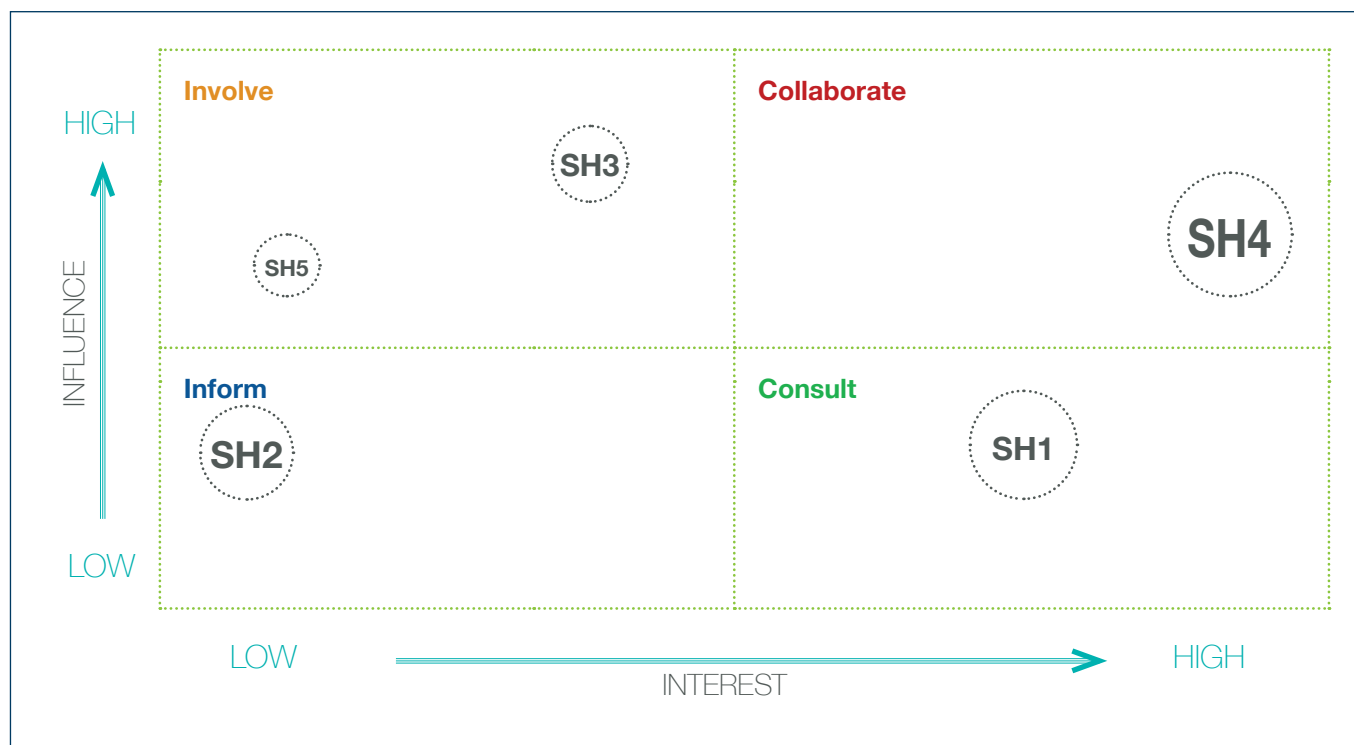 Involve
Collaborate
HIGH
SH3
SH4
SH5
INFLUENCE
Inform
Consult
SH2
SH1
LOW
LOW
HIGH
INTEREST